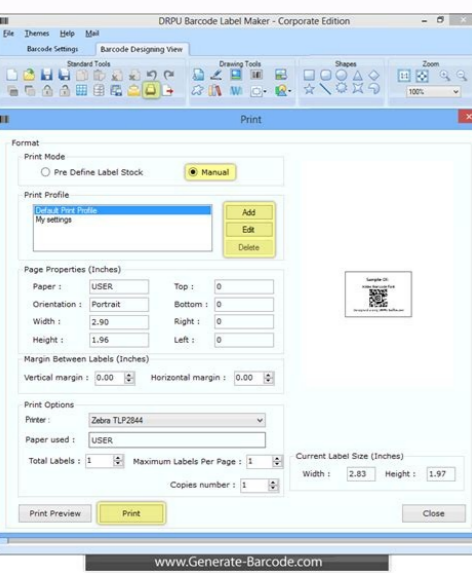 DRPU Barcode Label Maker - Corporate Edition
File Themes Help Mail
Barcode Settings Barcode Designing View
Standard Tools Drawing Tools Shapes Zoom
1:1
100%
Print
Format
Print Mode
Pre Define Label Stock Manual
Print Profile
Default Print Profile
My settings
Add
Edit
Delete
Page Properties (Inches)
Paper : USER Top : 0
Orientation : Portrait Bottom : 0
Width : 2.90 Right : 0
Height : 1.96 Left : 0
Margin Between Labels (Inches)
Vertical margin : 0.00 Horizontal margin : 0.00
Print Options
Printer : Zebra TLP2844
Paper used : USER
Total Labels : 1 Maximum Labels Per Page : 1
Copies number : 1
Current Label Size (Inches)
Width : 2.83 Height : 1.97
Print Preview Print Close
www.Generate-Barcode.com